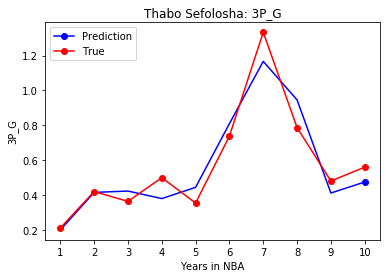 Thabo Sefolosha: 3P_G
Prediction
True
1.2
1.0
0.8
0.6
0.4
0.2
3P_G
1 2 3 4 5 6 7 8 9 10
Years in NBA